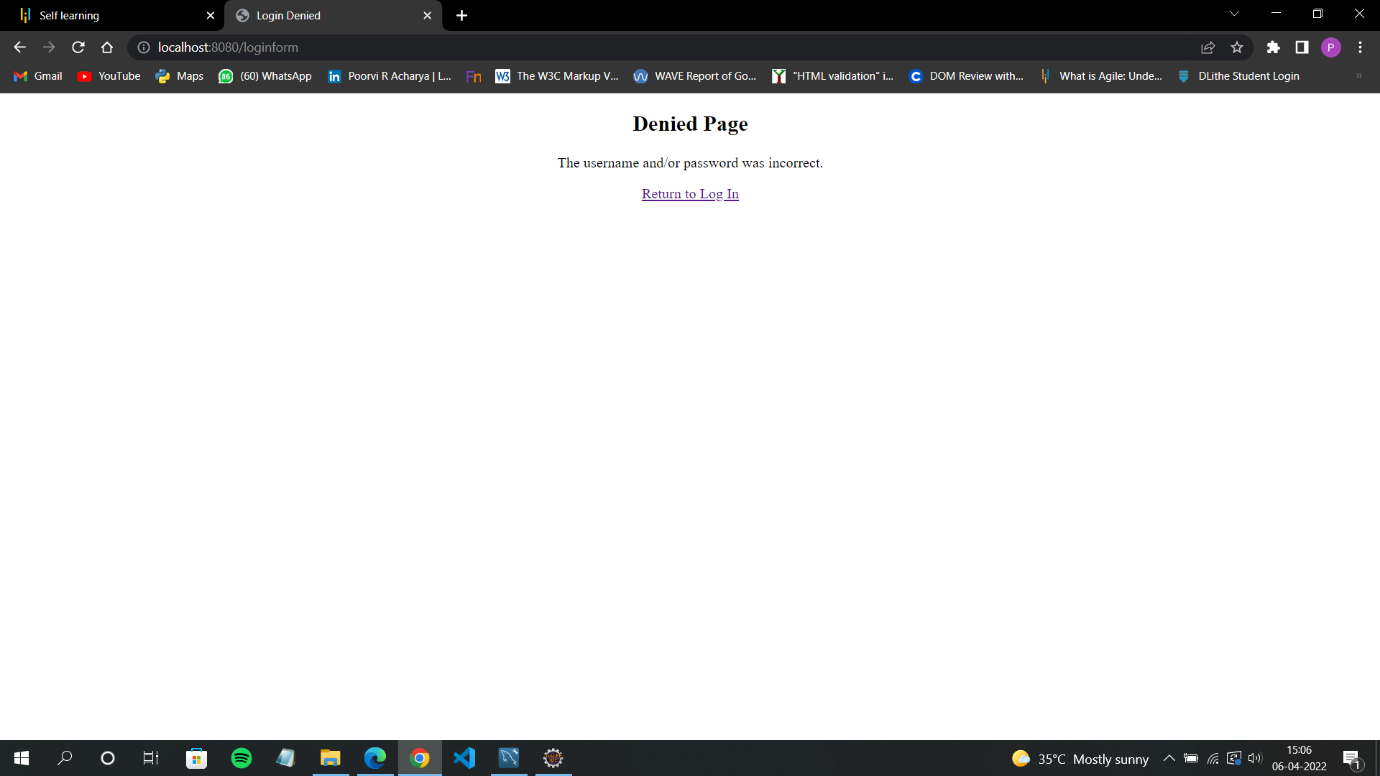 Self learning
Login Denied
localhost:8080/loginform
P
Gmail
YouTube
Maps
(60) WhatsApp
Poorvi R Acharya | L...
Fn
The W3C Markup V...
WAVE Report of Go...
"HTML validation" i...
DOM Review with...
What is Agile: Unde...
DLithe Student Login
»
Denied Page
The username and/or password was incorrect.
Return to Log In
35°C Mostly sunny
15:06
06-04-2022
1